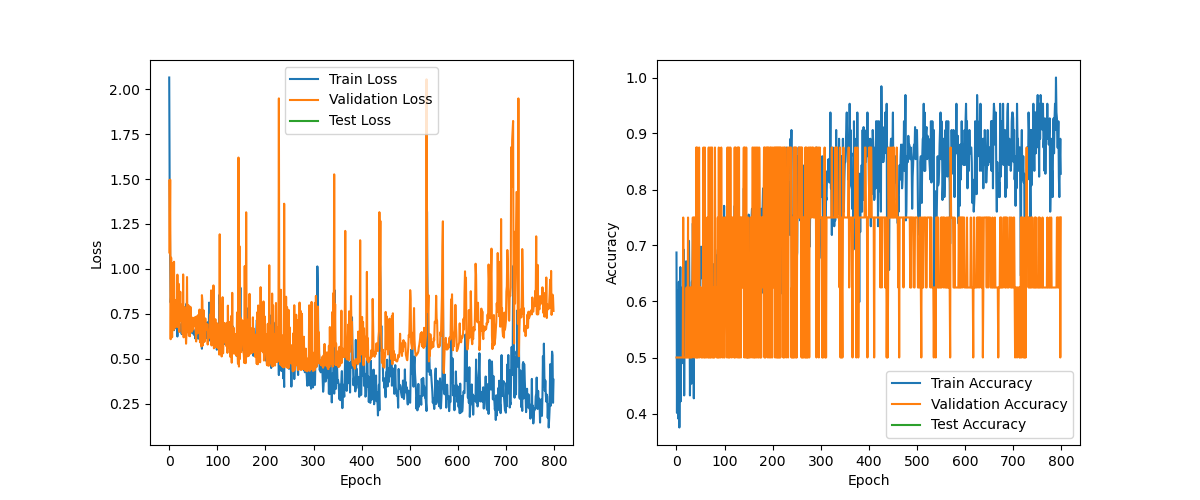 Train Loss
Validation Loss
Test Loss
2.00
1.75
1.50
1.25
1.00
0.75
0.50
0.25
Loss
0 100 200 300 400 500 600 700 800
Epoch
1.0
0.9
0.8
0.7
0.6
0.5
0.4
Accuracy
Train Accuracy
Validation Accuracy
Test Accuracy
0 100 200 300 400 500 600 700 800
Epoch